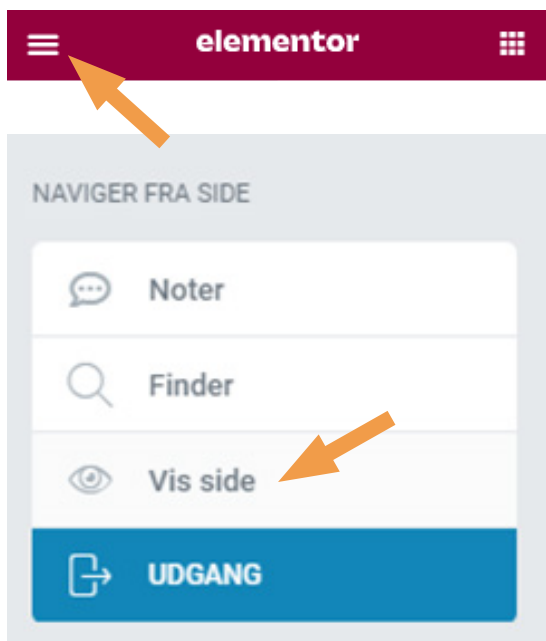 elementor
NAVIGER FRA SIDE
Noter
Finder
Vis side
UDGANG